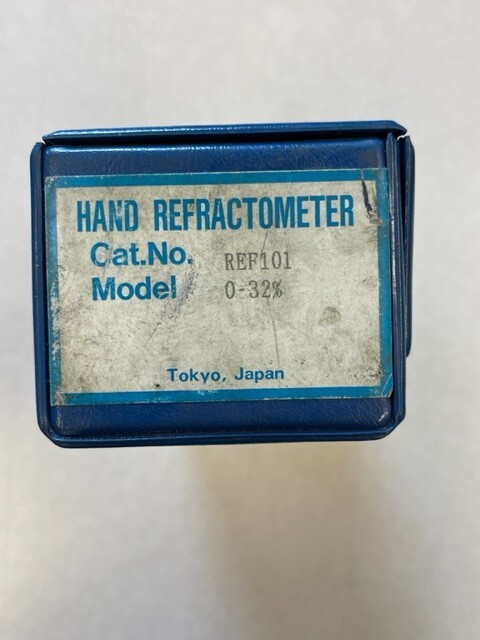 HAND REFRACTOMETER
Cat.No. REF101
Model 0-32%
Tokyo, Japan